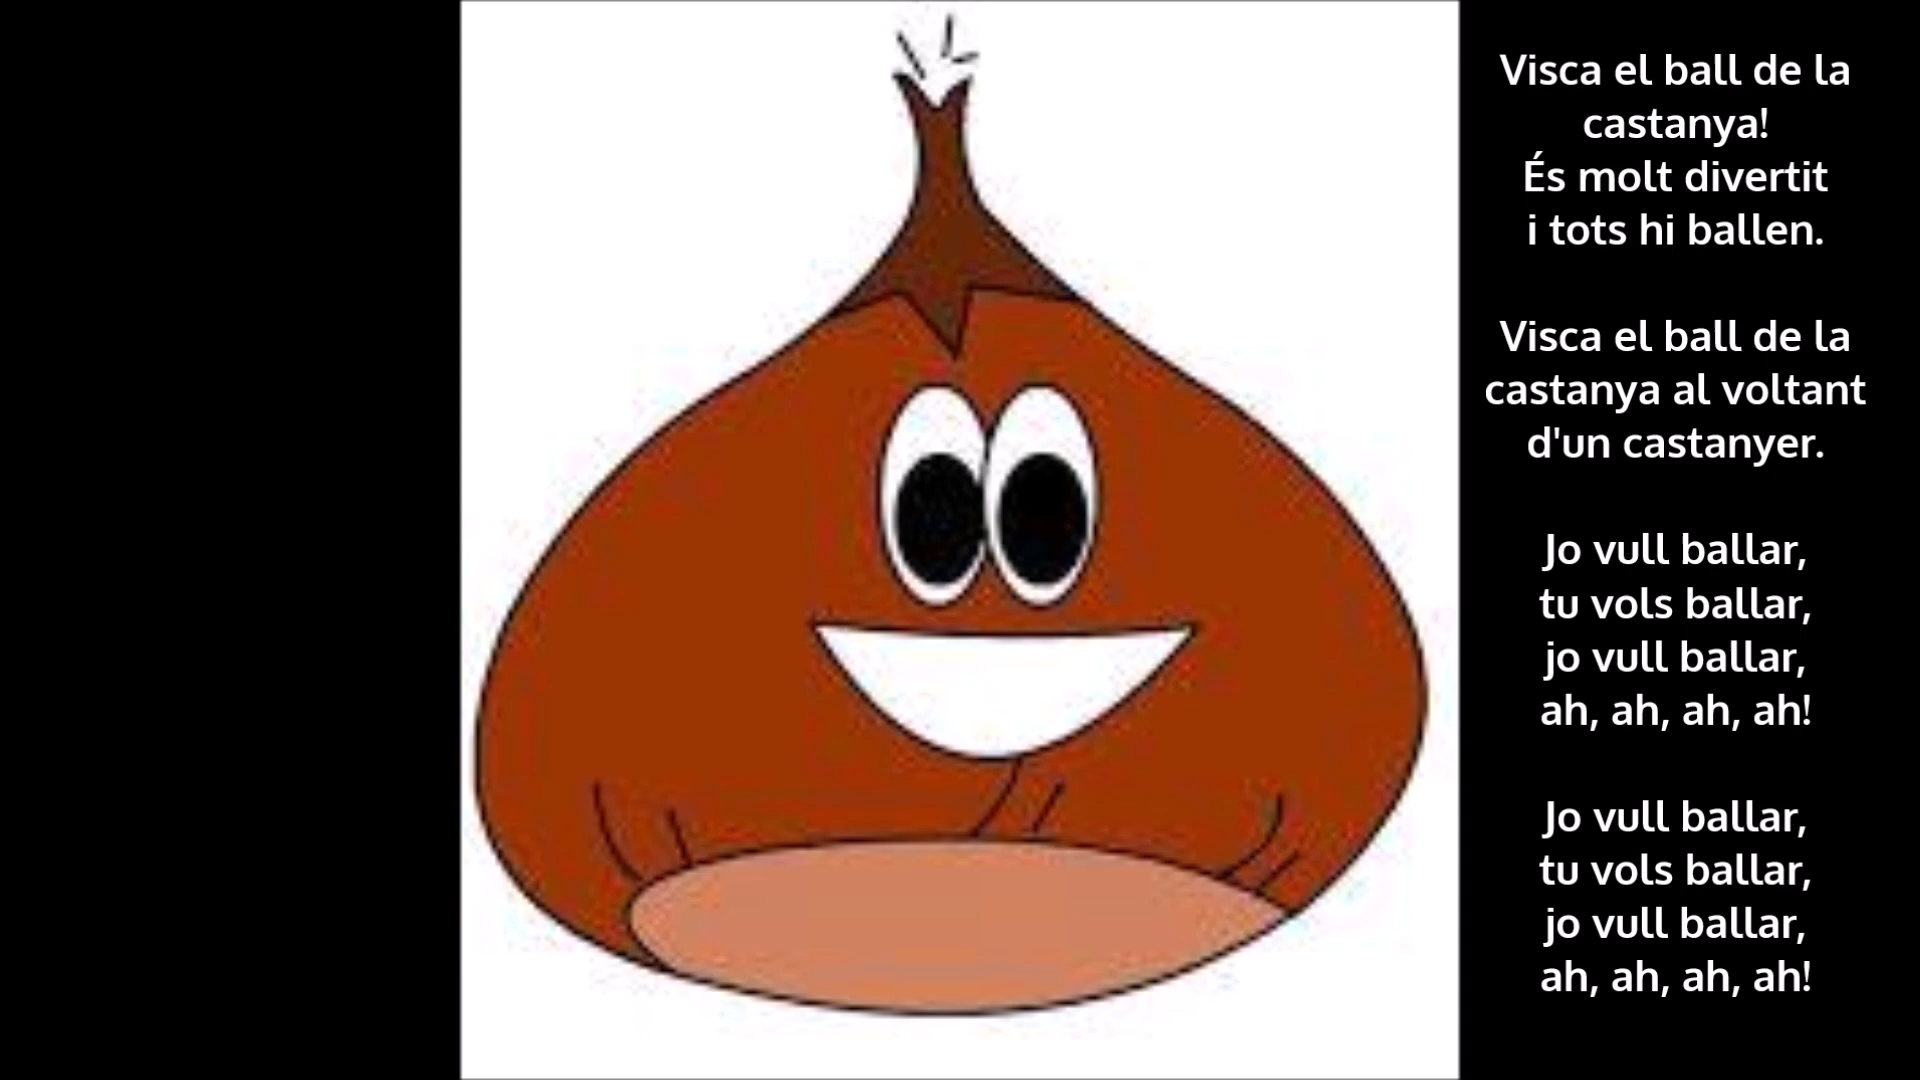 Visca el ball de la
castanya!
És molt divertit
i tots hi ballen.
Visca el ball de la
castanya al voltant
d'un castanyer.
Jo vull ballar,
tu vols ballar,
jo vull ballar,
ah, ah, ah, ah!
Jo vull ballar,
tu vols ballar,
jo vull ballar,
ah, ah, ah, ah!